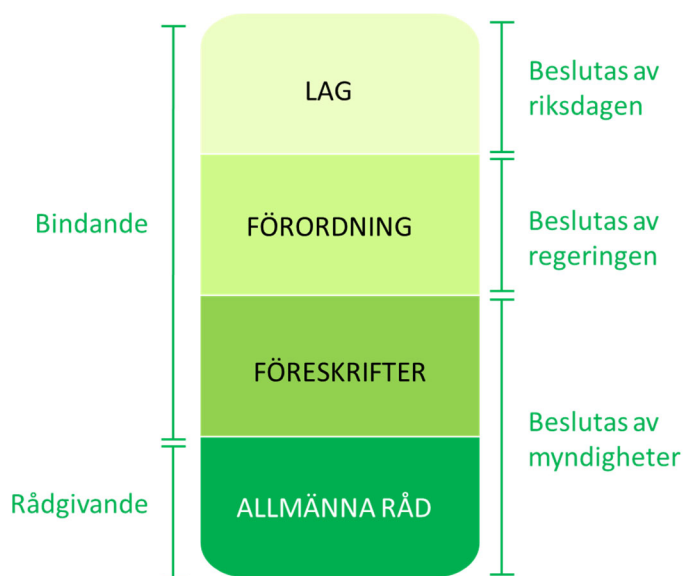 LAG
Beslutas av
riksdagen
Bindande
FÖRORDNING
Beslutas av
regeringen
FÖRESKRIFTER
Beslutas av
myndigheter
Rådgivande
ALLMÄNNA RÅD